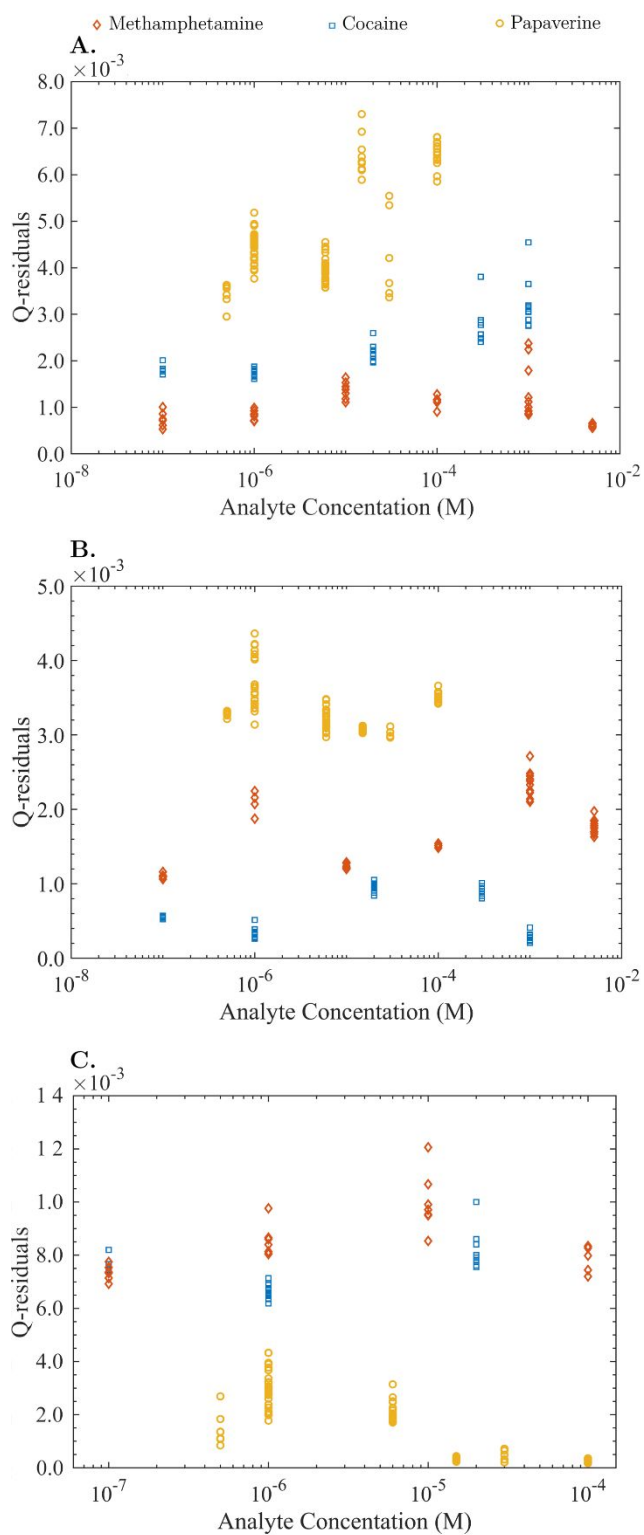 Methamphetamine Cocaine Papaverine
A.
×10-3
8.0
7.0
6.0
5.0
4.0
3.0
2.0
1.0
0.0
Q-residuals
10-8 10-6 10-4 10-2
Analyte Concentation (M)
B.
×10-3
5.0
4.0
3.0
2.0
1.0
0.0
Q-residuals
10-8 10-6 10-4 10-2
Analyte Concentation (M)
C.
×10-3
1 4
1 2
1 0
8.0
6.0
4.0
2.0
0.0
Q-residuals
10-7 10-6 10-5 10-4
Analyte Concentation (M)